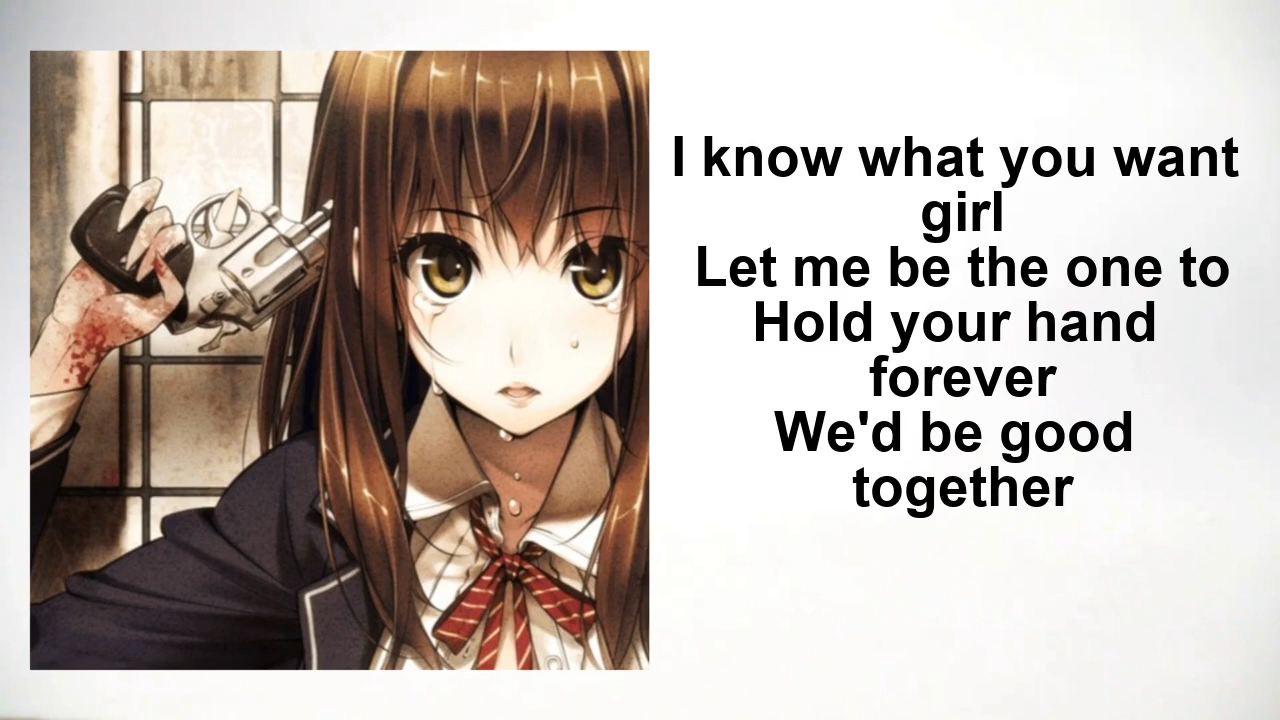 I know what you want
girl
Let me be the one to
Hold your hand
forever
We'd be good
together